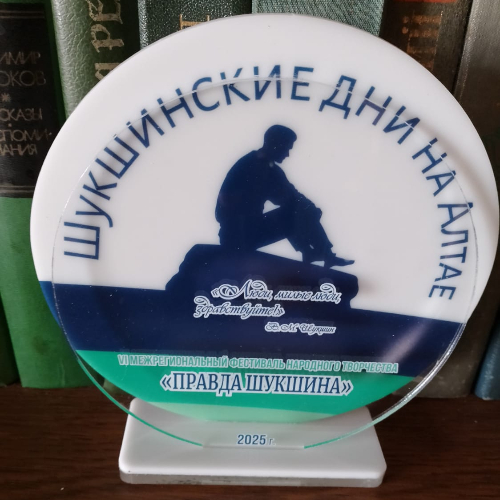 ШУКШИНСКИЕ ДНИ НА АЛТАЕ
«Люди, милые люди,
здравствуйте!»
В. М. Шукшин
VI МЕЖРЕГИОНАЛЬНЫЙ ФЕСТИВАЛЬ НАРОДНОГО ТВОРЧЕСТВА
«ПРАВДА ШУКШИНА»
2025 г